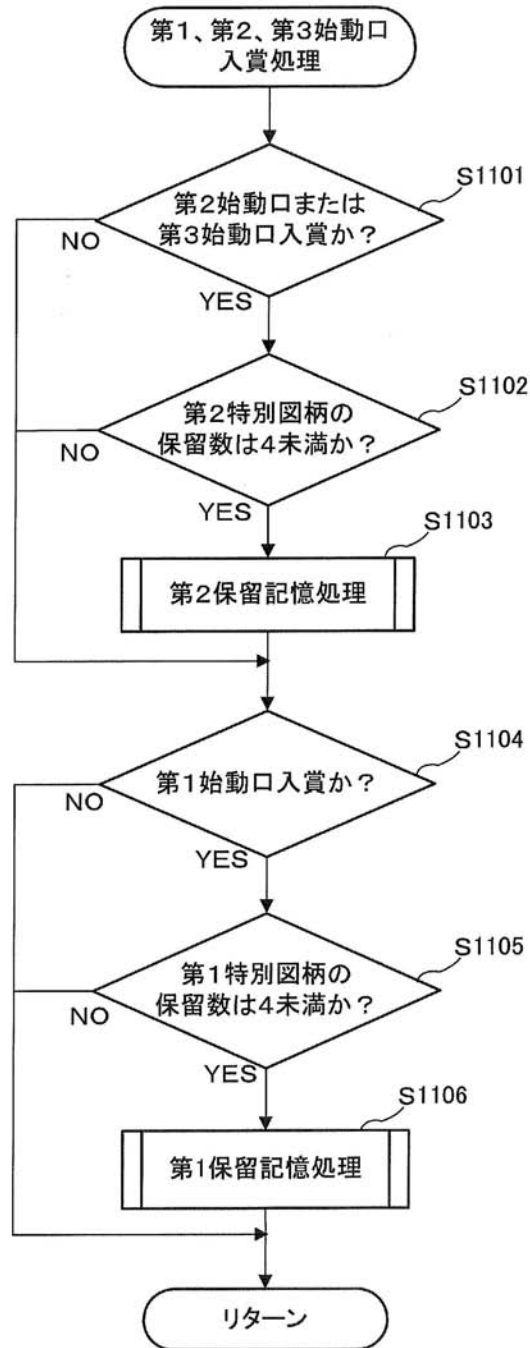 第1、第2、第3始動口
入賞処理
S1101
第2始動口または
第3始動口入賞か？
NO
YES
S1102
第2特別図柄の
保留数は4未満か？
NO
YES
S1103
第2保留記憶処理
S1104
第1始動口入賞か？
NO
YES
S1105
第1特別図柄の
保留数は4未満か？
NO
YES
S1106
第1保留記憶処理
リターン